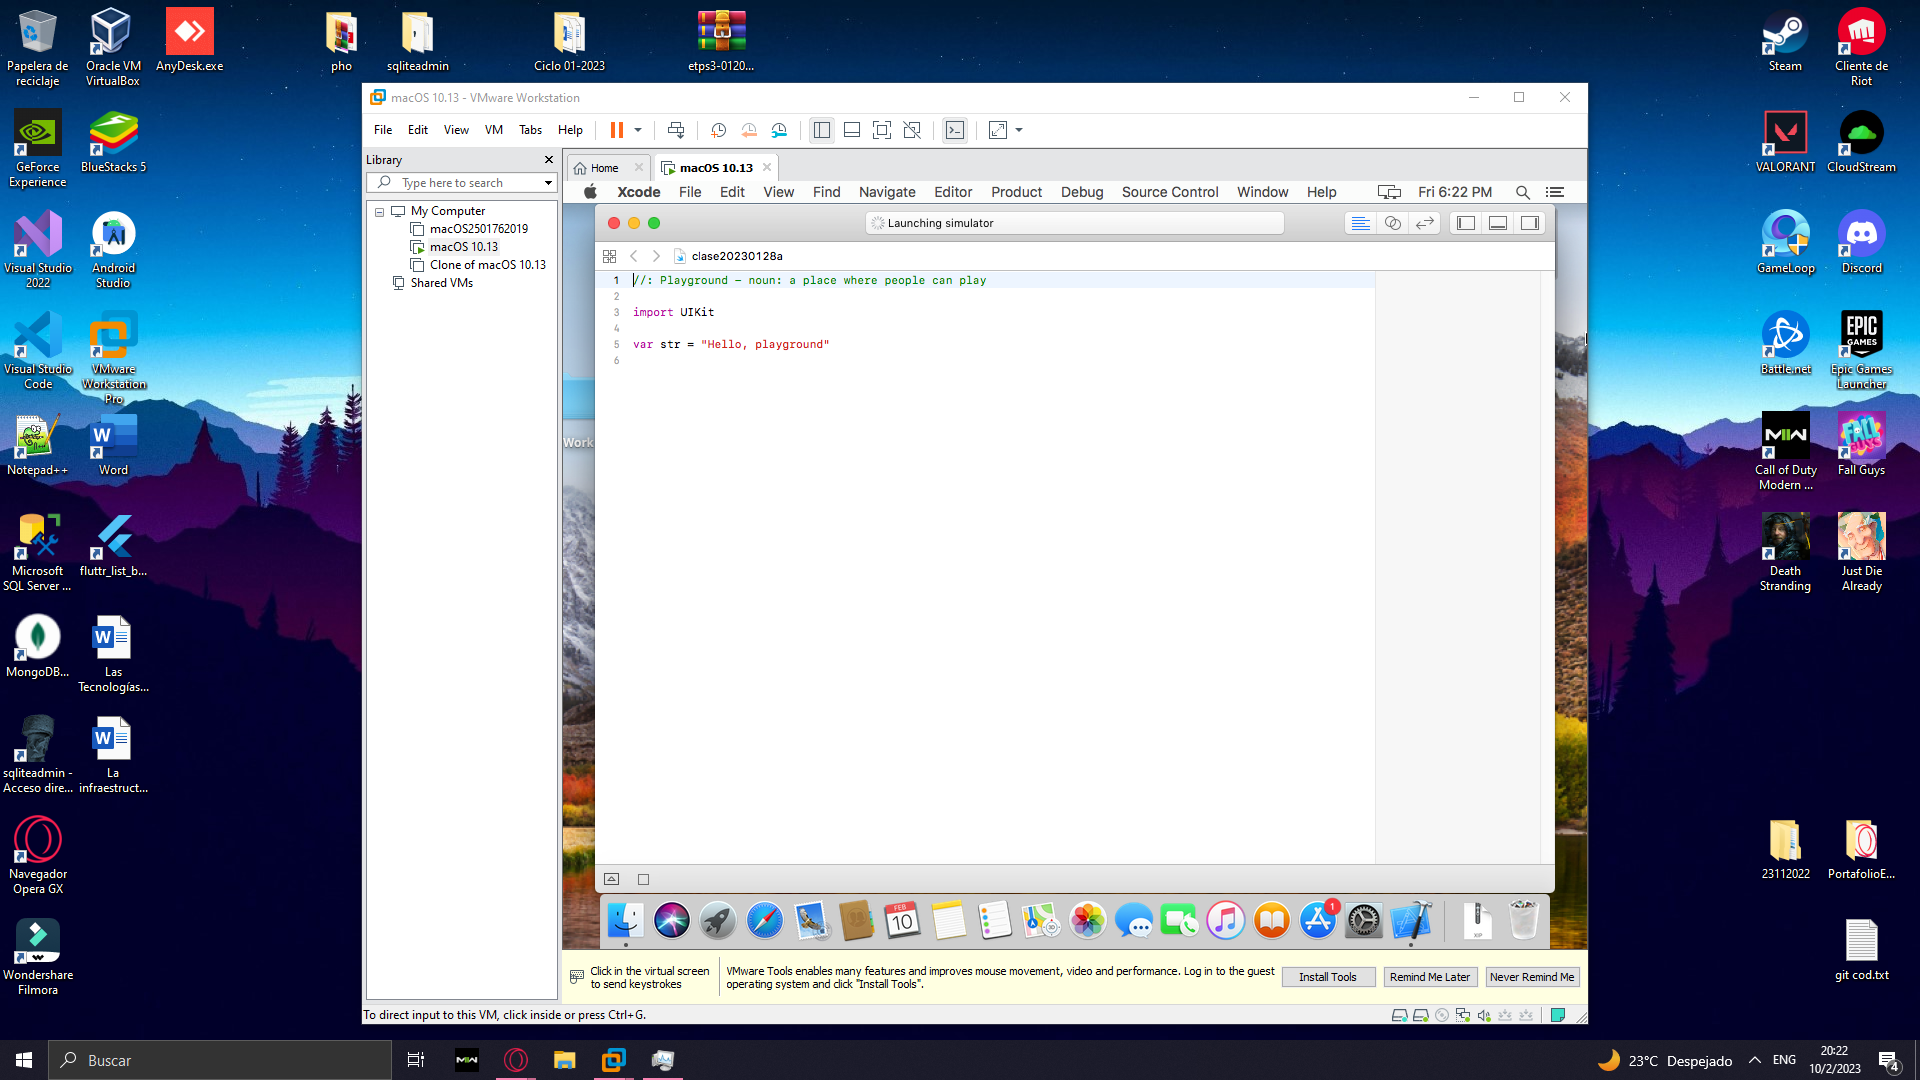 Papelera de
reciclaje
Oracle VM
VirtualBox
AnyDesk.exe
pho
sqliteadmin
Ciclo 01-2023
etps3-0120...
Steam
Cliente de
Riot
GeForce
Experience
BlueStacks 5
VALORANT
CloudStream
Visual Studio
2022
Android
Studio
GameLoop
Discord
Visual Studio
Code
VMware
Workstation
Pro
Battle.net
EPIC
GAMES
Epic Games
Launcher
Notepad++
Word
MW
Call of Duty
Modern ...
FALL
GUYS
Fall Guys
Microsoft
SQL Server ...
fluttr_list_b...
Death
Stranding
Just Die
Already
MongoDB...
Las
Tecnologías...
sqliteadmin -
Acceso dire...
La
infraestruct...
Navegador
Opera GX
23112022
PortafolioE...
Wondershare
Filmora
git cod.txt
macOS 10.13 - VMware Workstation
File Edit View VM Tabs Help
Library
Type here to search
My Computer
macOS2501762019
macOS 10.13
Clone of macOS 10.13
Shared VMs
Home
macOS 10.13
Xcode File Edit View Find Navigate Editor Product Debug Source Control Window Help Fri 6:22 PM
Launching simulator
clase20230128a
1 //: Playground - noun: a place where people can play
2
3 import UIKit
4
5 var str = "Hello, playground"
6
Work
FEB
10
3D
1
ZIP
Click in the virtual screen
to send keystrokes
VMware Tools enables many features and improves mouse movement, video and performance. Log in to the guest
operating system and click "Install Tools".
Install Tools
Remind Me Later
Never Remind Me
To direct input to this VM, click inside or press Ctrl+G.
Buscar
MW
23°C Despejado
ENG
20:22
10/2/2023
4